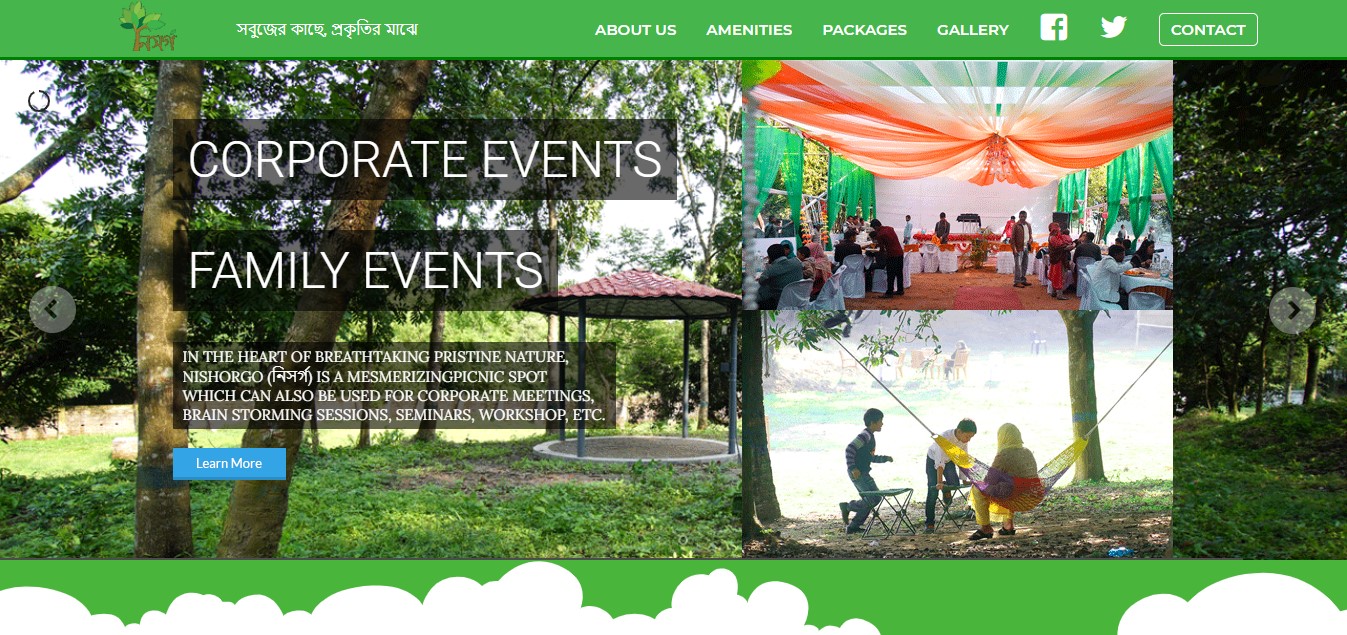 নিসর্গ
সবুজের কাছে, প্রকৃতির মাঝে
ABOUT US
AMENITIES
PACKAGES
GALLERY
CONTACT
CORPORATE EVENTS
FAMILY EVENTS
IN THE HEART OF BREATHTAKING PRISTINE NATURE,
NISHORGO (নিসর্গ) IS A MESMERIZINGPICNIC SPOT
WHICH CAN ALSO BE USED FOR CORPORATE MEETINGS,
BRAIN STORMING SESSIONS, SEMINARS, WORKSHOP, ETC.
Learn More